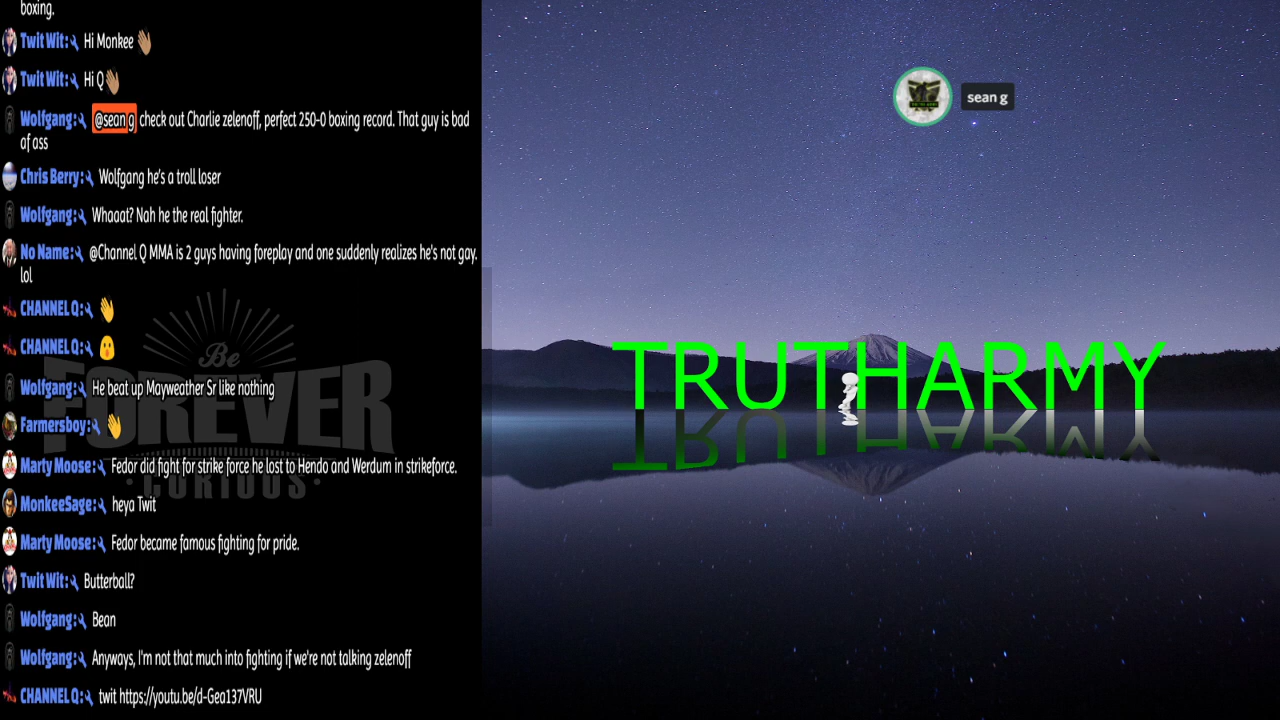 boxing.
Twit Wit: Hi Monkee 👋🏽
Twit Wit: Hi Q👋🏽
Wolfgang: @sean g check out Charlie zelenoff, perfect 250-0 boxing record. That guy is bad
af ass
Chris Berry: Wolfgang he's a troll loser
Wolfgang: Whaaat? Nah he the real fighter.
No Name: @Channel Q MMA is 2 guys having foreplay and one suddenly realizes he's not gay.
lol
CHANNEL Q: 👋
CHANNEL Q: 😗
Wolfgang: He beat up Mayweather Sr like nothing
Farmersboy: 👋
Marty Moose: Fedor did fight for strike force he lost to Hendo and Werdum in strikeforce.
MonkeeSage: heya Twit
Marty Moose: Fedor became famous fighting for pride.
Twit Wit: Butterball?
Wolfgang: Bean
Wolfgang: Anyways, I'm not that much into fighting if we're not talking zelenoff
CHANNEL Q: twit https://youtu.be/d-Gea137VRU
Be
FOREVER
CURIOUS
sean g
TRUTHARMY